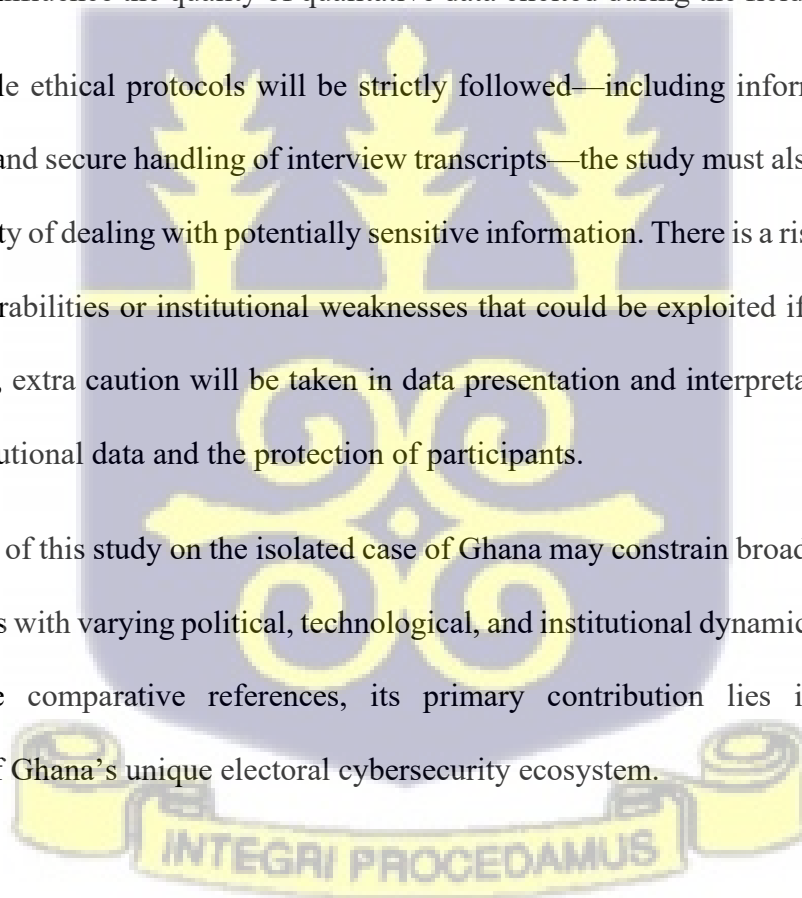 influence the quality of qualitative data elicited during the field
le ethical protocols will be strictly followed—including infor
and secure handling of interview transcripts—the study must als
ty of dealing with potentially sensitive information. There is a ris
rabilities or institutional weaknesses that could be exploited if
, extra caution will be taken in data presentation and interpreta
utional data and the protection of participants.
of this study on the isolated case of Ghana may constrain broad
s with varying political, technological, and institutional dynamic
e comparative references, its primary contribution lies i
f Ghana’s unique electoral cybersecurity ecosystem.
INTEGRI PROCEDAMUS